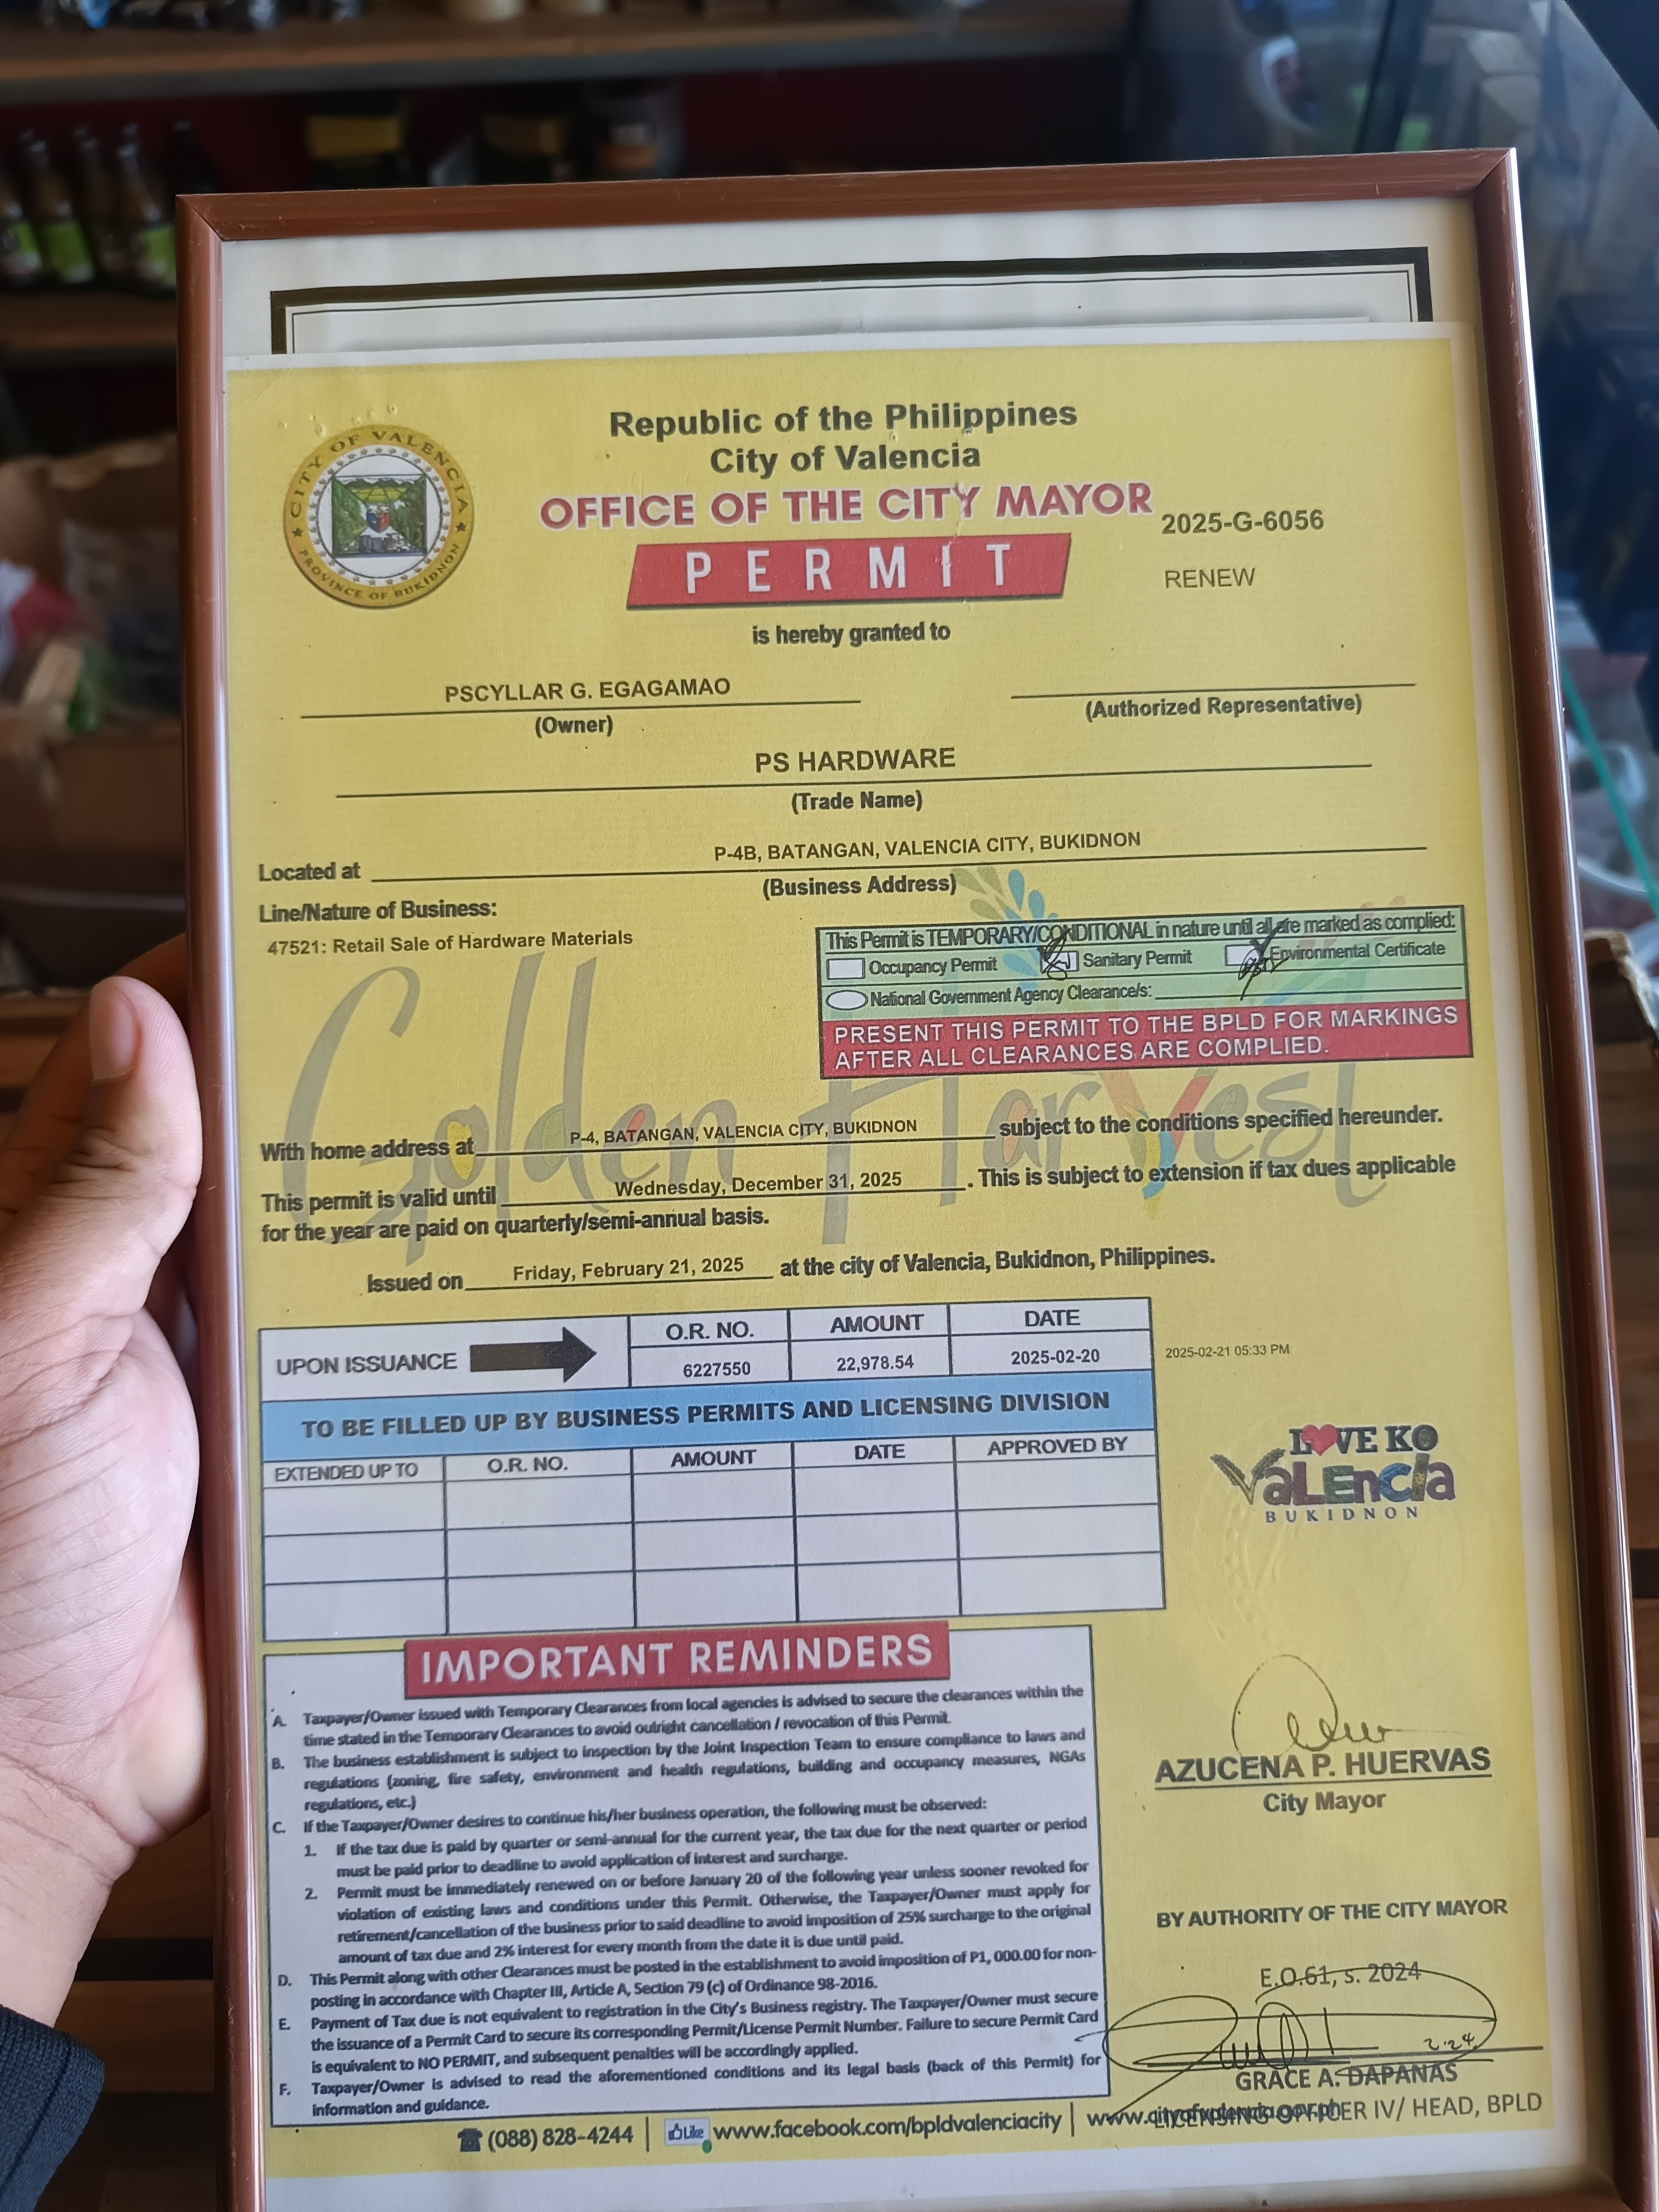 CITY OF VALENCIA
PROVINCE OF BUKIDNON
Republic of the Philippines
City of Valencia
OFFICE OF THE CITY MAYOR
2025-G-6056
PERMIT
RENEW
is hereby granted to
PSCYLLAR G. EGAGAMAO
(Owner)
(Authorized Representative)
PS HARDWARE
(Trade Name)
Located at P-4B, BATANGAN, VALENCIA CITY, BUKIDNON
(Business Address)
Line/Nature of Business:
47521: Retail Sale of Hardware Materials
This Permit is TEMPORARY/CONDITIONAL in nature until all are marked as complied:
Occupancy Permit Sanitary Permit Environmental Certificate
National Government Agency Clearance/s:
PRESENT THIS PERMIT TO THE BPLD FOR MARKINGS
AFTER ALL CLEARANCES ARE COMPLIED.
Golden Harvest
With home address at P-4, BATANGAN, VALENCIA CITY, BUKIDNON subject to the conditions specified hereunder.
This permit is valid until Wednesday, December 31, 2025. This is subject to extension if tax dues applicable
for the year are paid on quarterly/semi-annual basis.
Issued on Friday, February 21, 2025 at the city of Valencia, Bukidnon, Philippines.
O.R. NO. AMOUNT DATE
UPON ISSUANCE 6227550 22,978.54 2025-02-20
2025-02-21 05:33 PM
TO BE FILLED UP BY BUSINESS PERMITS AND LICENSING DIVISION
EXTENDED UP TO O.R. NO. AMOUNT DATE APPROVED BY
LOVE KO
Valencia
BUKIDNON
IMPORTANT REMINDERS
A. Taxpayer/Owner issued with Temporary Clearances from local agencies is advised to secure the clearances within the
time stated in the Temporary Clearances to avoid outright cancellation / revocation of this Permit.
B. The business establishment is subject to inspection by the Joint Inspection Team to ensure compliance to laws and
regulations (zoning, fire safety, environment and health regulations, building and occupancy measures, NGAs
regulations, etc.)
C. If the Taxpayer/Owner desires to continue his/her business operation, the following must be observed:
1. If the tax due is paid by quarter or semi-annual for the current year, the tax due for the next quarter or period
must be paid prior to deadline to avoid application of interest and surcharge.
2. Permit must be immediately renewed on or before January 20 of the following year unless sooner revoked for
violation of existing laws and conditions under this Permit. Otherwise, the Taxpayer/Owner must apply for
retirement/cancellation of the business prior to said deadline to avoid imposition of 25% surcharge to the original
amount of tax due and 2% interest for every month from the date it is due until paid.
D. This Permit along with other Clearances must be posted in the establishment to avoid imposition of P1, 000.00 for non-
posting in accordance with Chapter III, Article A, Section 79 (c) of Ordinance 98-2016.
E. Payment of Tax due is not equivalent to registration in the City's Business registry. The Taxpayer/Owner must secure
the issuance of a Permit Card to secure its corresponding Permit/License Permit Number. Failure to secure Permit Card
is equivalent to NO PERMIT, and subsequent penalties will be accordingly applied.
F. Taxpayer/Owner is advised to read the aforementioned conditions and its legal basis (back of this Permit) for
information and guidance.
AZUCENA P. HUERVAS
City Mayor
BY AUTHORITY OF THE CITY MAYOR
E.O.61, s. 2024
2.24
GRACE A. DAPANAS
LICENSING OFFICER IV/ HEAD, BPLD
(088) 828-4244 | Like www.facebook.com/bpldvalenciacity | www.cityofvalencia.gov.ph